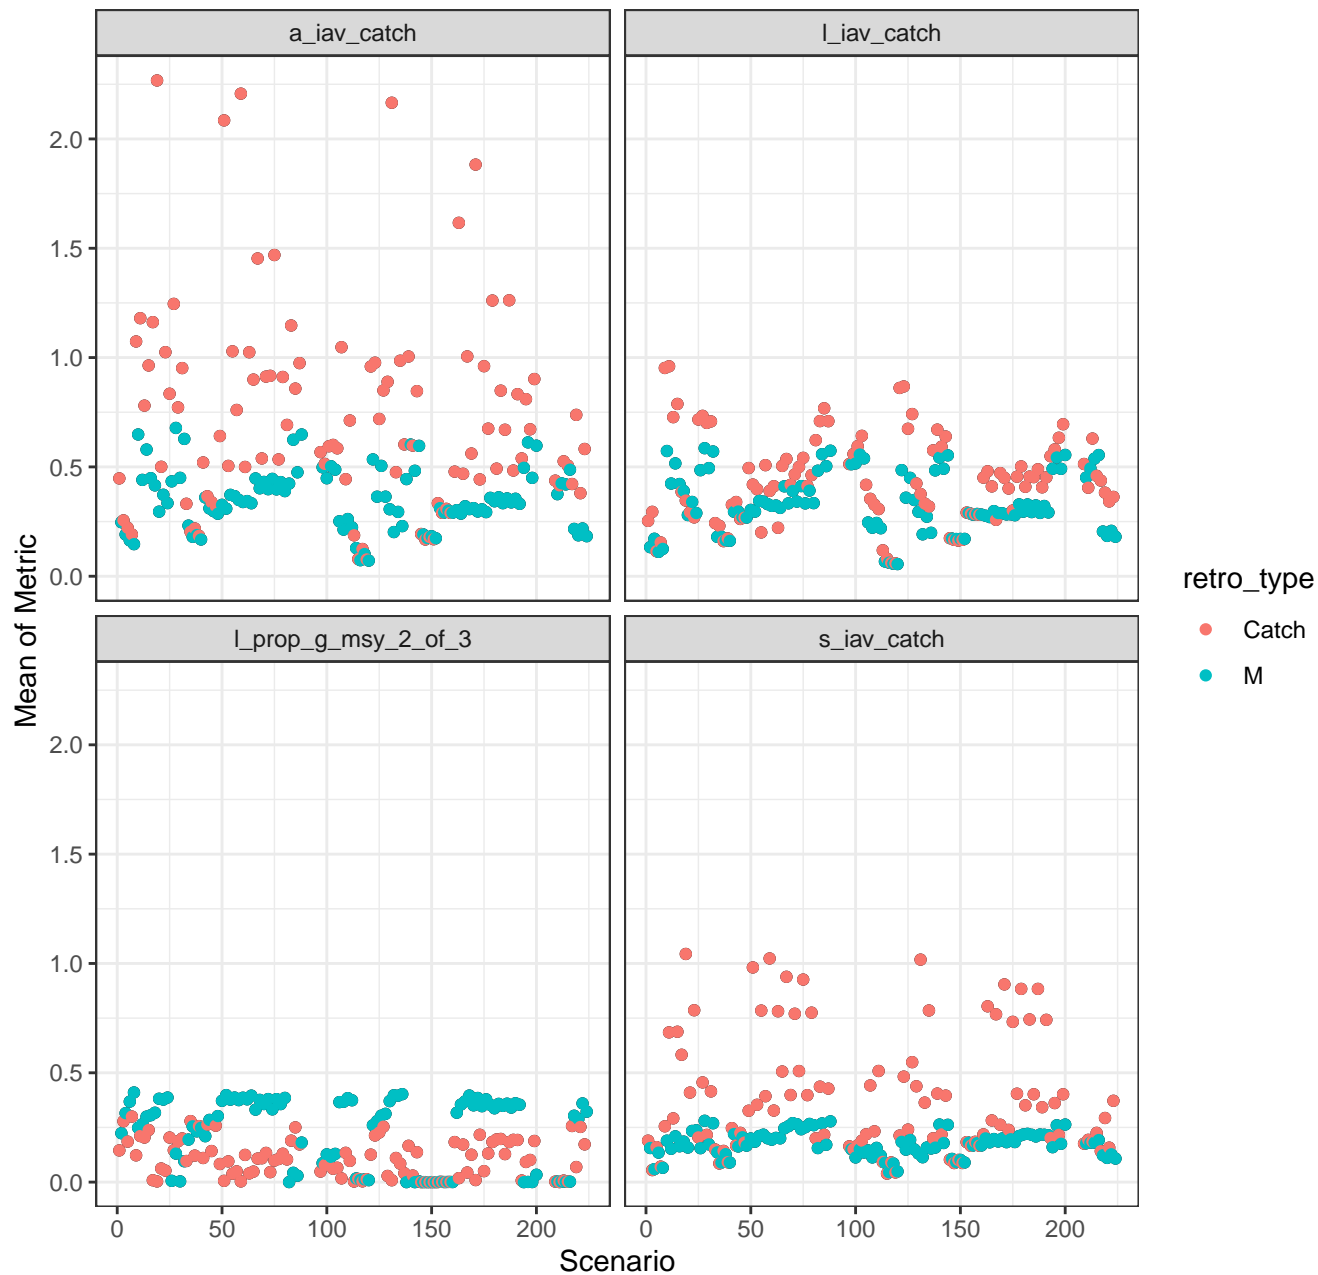 a_iav_catch
l_iav_catch
2.0
1.5
1.0
0.5
0.0
l_prop_g_msy_2_of_3
s_iav_catch
2.0
1.5
1.0
0.5
0.0
0 50 100 150 200
0 50 100 150 200
Scenario
Mean of Metric
retro_type
Catch
M